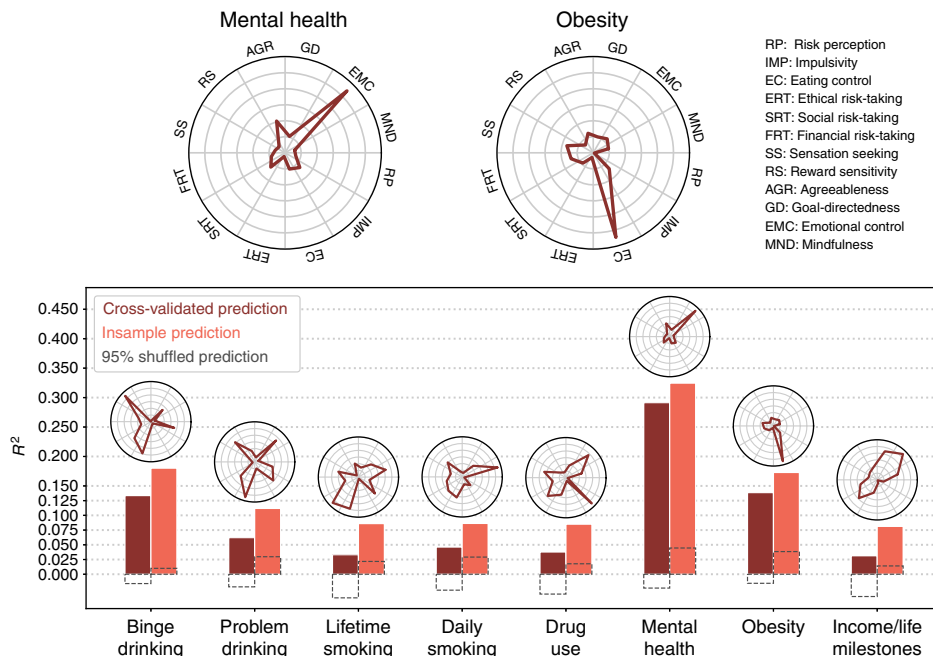 Mental health
Obesity
AGR
GD
EMC
MND
RP
IMP
EC
ERT
SRT
FRT
SS
RS
AGR
GD
EMC
MND
RP
IMP
EC
ERT
SRT
FRT
SS
RS
RP: Risk perception
IMP: Impulsivity
EC: Eating control
ERT: Ethical risk-taking
SRT: Social risk-taking
FRT: Financial risk-taking
SS: Sensation seeking
RS: Reward sensitivity
AGR: Agreeableness
GD: Goal-directedness
EMC: Emotional control
MND: Mindfulness
Cross-validated prediction
Insample prediction
95% shuffled prediction
R²
0.450
0.400
0.350
0.300
0.250
0.200
0.150
0.125
0.100
0.075
0.050
0.025
0.000
Binge
drinking
Problem
drinking
Lifetime
smoking
Daily
smoking
Drug
use
Mental
health
Obesity
Income/life
milestones